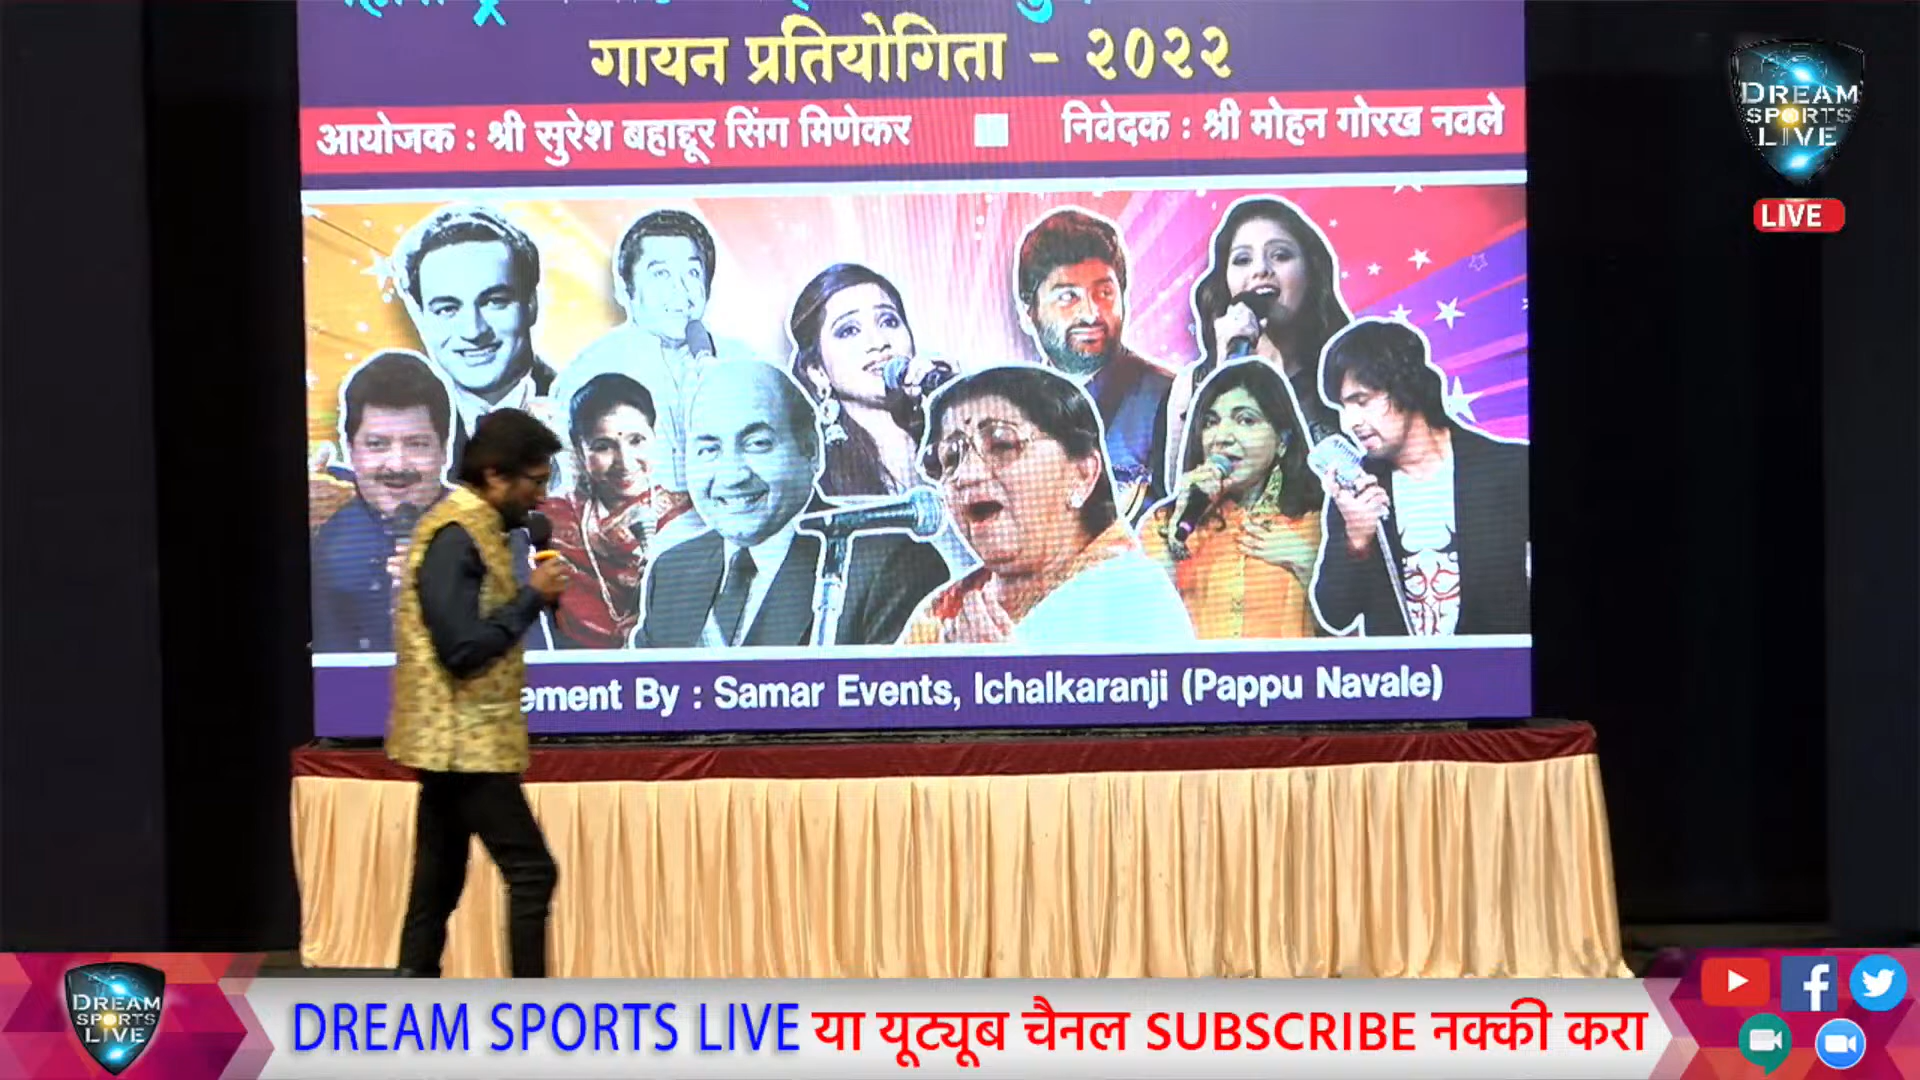 गायन प्रतियोगिता - २०२२
आयोजक : श्री सुरेश बहाद्दूर सिंग मिणेकर
निवेदक : श्री मोहन गोरख नवले
DREAM
SPORTS
LIVE
LIVE
ement By : Samar Events, Ichalkaranji (Pappu Navale)
DREAM
SPORTS
LIVE
DREAM SPORTS LIVE या यूट्यूब चैनल SUBSCRIBE नक्की करा